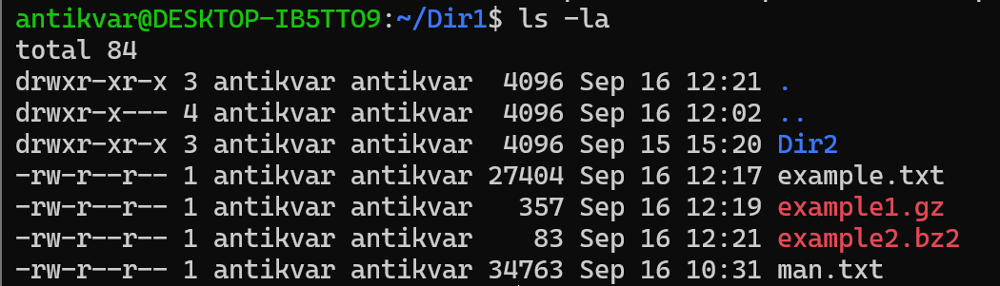 antikvar@DESKTOP-IB5TTO9:~/Dir1$ ls -la
total 84
drwxr-xr-x 3 antikvar antikvar  4096 Sep 16 12:21 .
drwxr-x--- 4 antikvar antikvar  4096 Sep 16 12:02 ..
drwxr-xr-x 3 antikvar antikvar  4096 Sep 15 15:20 Dir2
-rw-r--r-- 1 antikvar antikvar 27404 Sep 16 12:17 example.txt
-rw-r--r-- 1 antikvar antikvar   357 Sep 16 12:19 example1.gz
-rw-r--r-- 1 antikvar antikvar    83 Sep 16 12:21 example2.bz2
-rw-r--r-- 1 antikvar antikvar 34763 Sep 16 10:31 man.txt